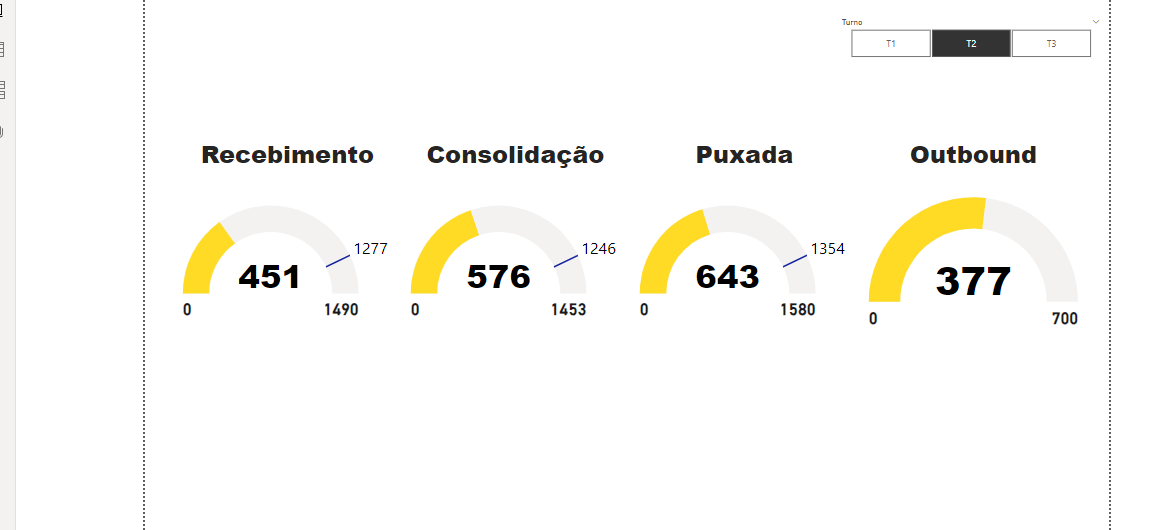 Turno
T1 T2 T3
Recebimento Consolidação Puxada Outbound
1277 1246 1354
451 576 643 377
0 1490 0 1453 0 1580 0 700